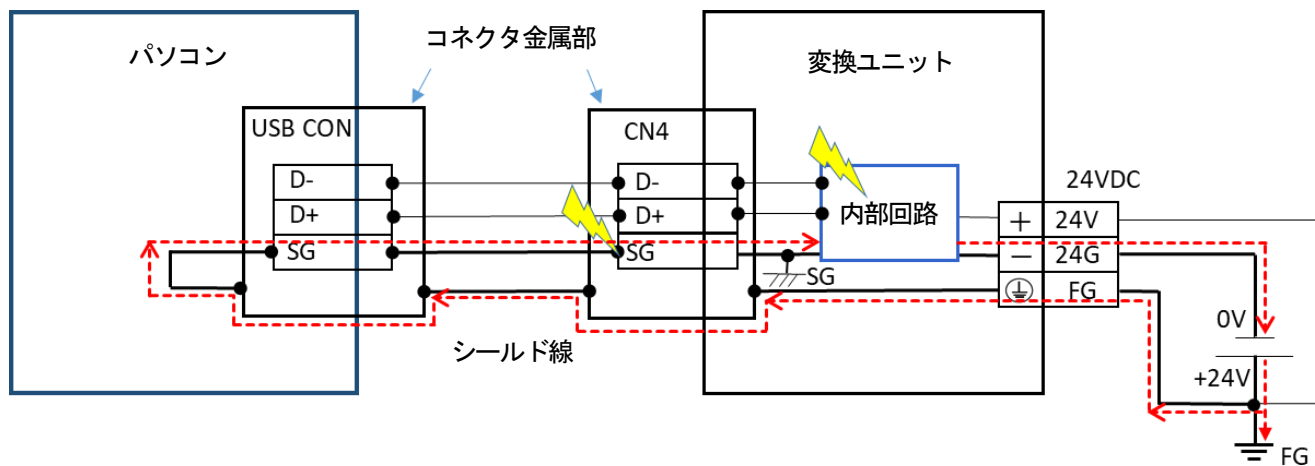 パソコン
コネクタ金属部
変換ユニット
USB CON
CN4
D-
D+
SG
D-
D+
SG
内部回路
SG
24VDC
+ 24V
− 24G
FG
シールド線
0V
+24V
FG